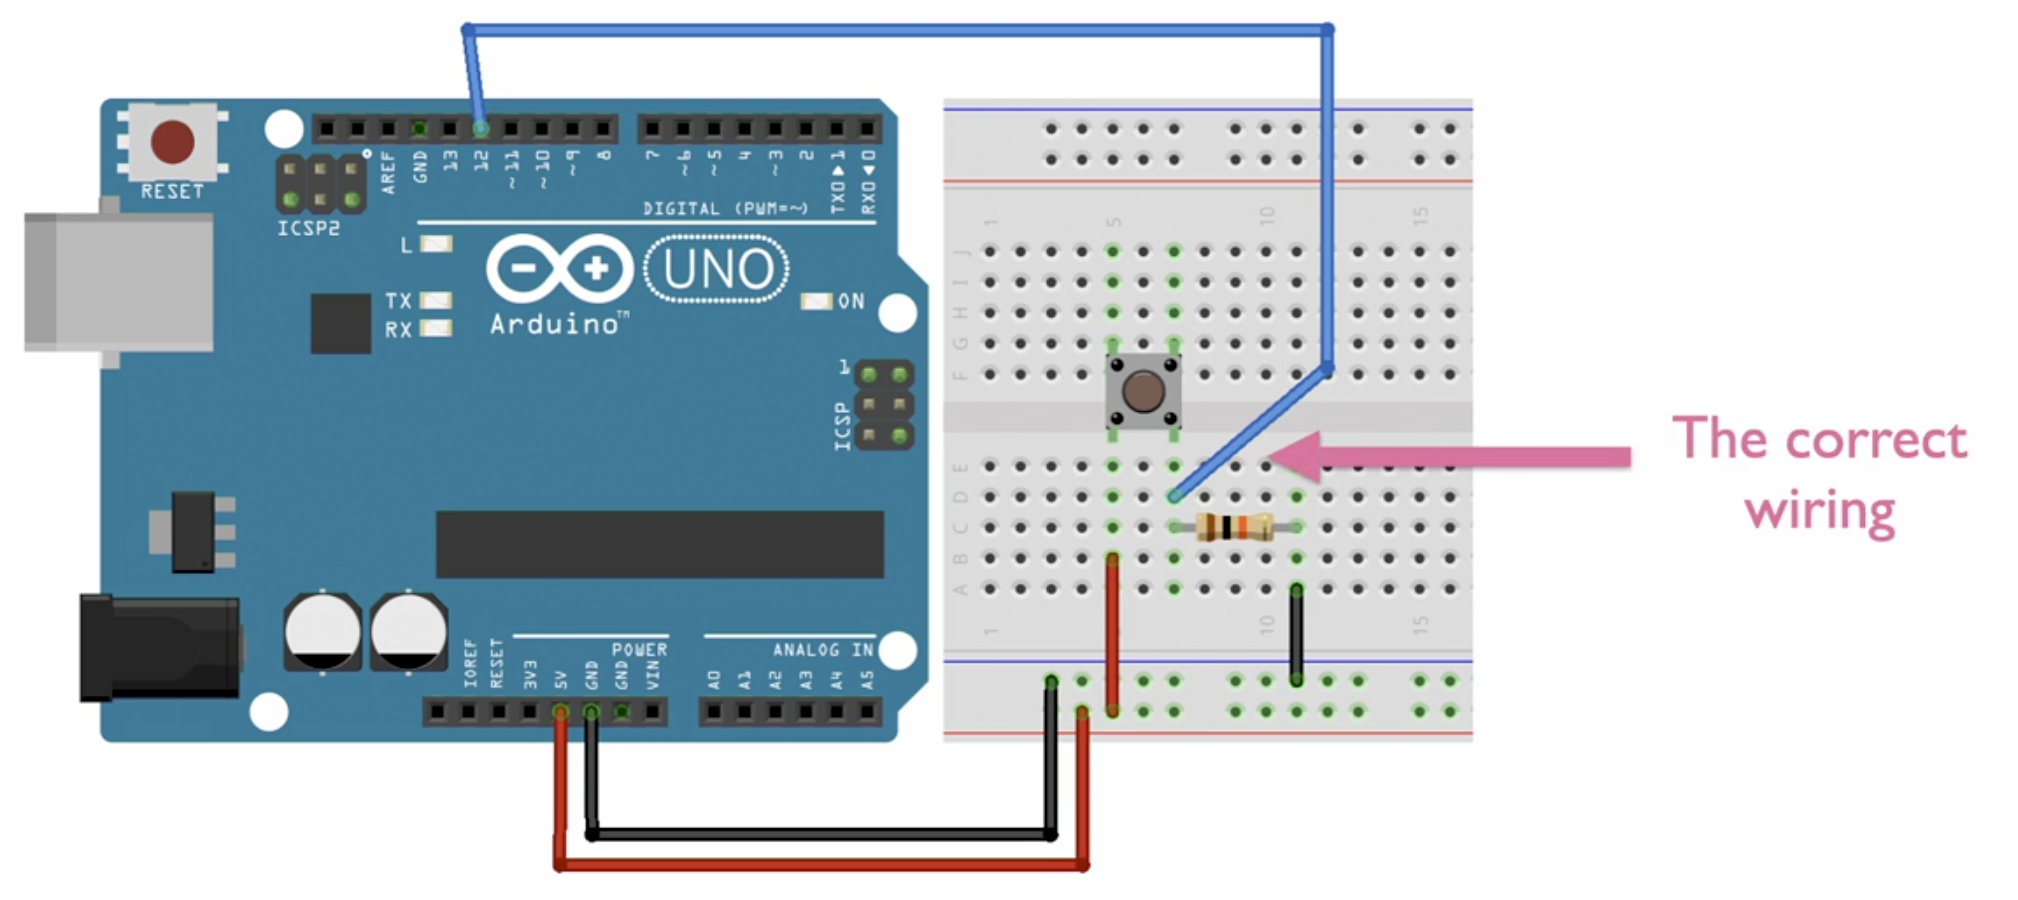 RESET
ICSP2
AREF
GND
13
12
~11
~10
~9
8
7
~6
~5
4
~3
2
TX0▶1
RX0◀0
DIGITAL (PWM=~)
L
TX
RX
Arduino™
UNO
ON
1
ICSP
IOREF
RESET
3V3
5V
GND
GND
VIN
POWER
A0
A1
A2
A3
A4
A5
ANALOG IN
1
5
10
15
J
I
H
G
F
E
D
C
B
A
1
10
15
The correct
wiring